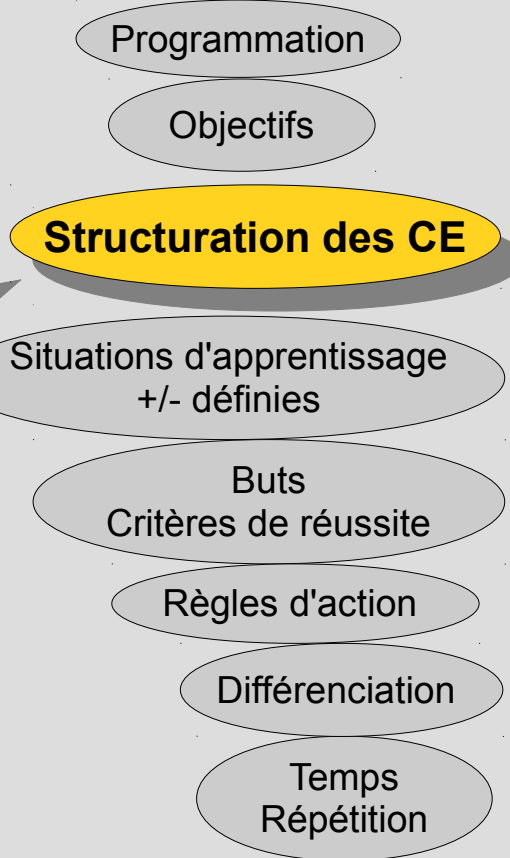 Programmation
Objectifs
Structuration des CE
Situations d'apprentissage
+/- définies
Buts
Critères de réussite
Règles d'action
Différenciation
Temps
Répétition